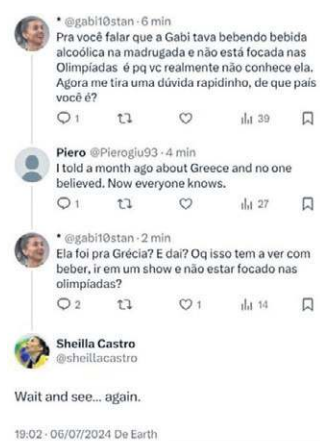 * @gabi10stan · 6 min
Pra você falar que a Gabi tava bebendo bebida
alcoólica na madrugada e não está focada nas
Olimpíadas é pq vc realmente não conhece ela.
Agora me tira uma dúvida rapidinho, de que país
você é?
1 39
Piero @Pierogiu93 · 4 min
I told a month ago about Greece and no one
believed. Now everyone knows.
1 27
* @gabi10stan · 2 min
Ela foi pra Grécia? E dai? Oq isso tem a ver com
beber, ir em um show e não estar focado nas
olimpíadas?
2 1 14
Sheilla Castro
@sheillacastro
Wait and see... again.
19:02 · 06/07/2024 De Earth